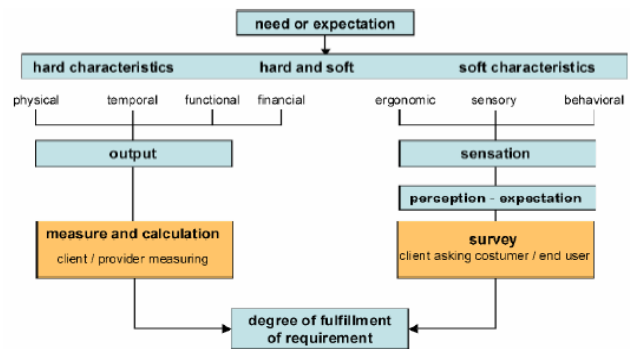 need or expectation
hard characteristics hard and soft soft characteristics
physical temporal functional financial ergonomic sensory behavioral
output sensation
perception - expectation
measure and calculation
client / provider measuring
survey
client asking costumer / end user
degree of fulfillment
of requirement